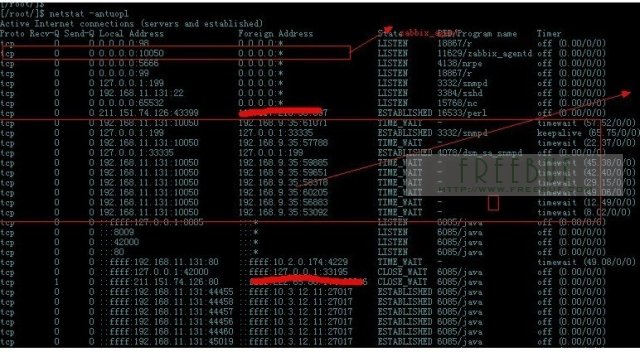 [/root/]$
[/root/]$ netstat -antuopl
Active Internet connections (servers and established)
Proto Recv-Q Send-Q Local Address Foreign Address State PID/Program name Timer
tcp 0 0 0.0.0.0:98 0.0.0.0:* LISTEN 18867/r off (0.00/0/0)
tcp 0 0 0.0.0.0:10050 0.0.0.0:* LISTEN 11629/zabbix_agentd off (0.00/0/0)
tcp 0 0 0.0.0.0:5666 0.0.0.0:* LISTEN 4138/nrpe off (0.00/0/0)
tcp 0 0 0.0.0.0:99 0.0.0.0:* LISTEN 18867/r off (0.00/0/0)
tcp 0 0 127.0.0.1:199 0.0.0.0:* LISTEN 3332/snmpd off (0.00/0/0)
tcp 0 0 192.168.11.131:22 0.0.0.0:* LISTEN 3384/sshd off (0.00/0/0)
tcp 0 0 0.0.0.0:65532 0.0.0.0:* LISTEN 15768/nc off (0.00/0/0)
tcp 0 0 211.151.74.126:43399 ESTABLISHED 16533/perl off (0.00/0/0)
tcp 0 0 192.168.11.131:10050 192.168.9.35:61071 TIME_WAIT - timewait (57.52/0/0)
tcp 0 0 127.0.0.1:199 127.0.0.1:33335 ESTABLISHED 3332/snmpd keepalive (65.75/0/0)
tcp 0 0 192.168.11.131:10050 192.168.9.35:57788 TIME_WAIT - timewait (22.37/0/0)
tcp 0 0 127.0.0.1:33335 127.0.0.1:199 ESTABLISHED 4078/dsm_sa_snmpd off (0.00/0/0)
tcp 0 0 192.168.11.131:10050 192.168.9.35:59885 TIME_WAIT - timewait
tcp 0 0 192.168.11.131:10050 192.168.9.35:59651 TIME_WAIT - timewait
tcp 0 0 192.168.11.131:10050 192.168.9.35:58378 TIME_WAIT - timewait
tcp 0 0 192.168.11.131:10050 192.168.9.35:60205 TIME_WAIT - timewait
tcp 0 0 192.168.11.131:10050 192.168.9.35:56883 TIME_WAIT - timewait (12.49/0/0)
tcp 0 0 192.168.11.131:10050 192.168.9.35:53092 TIME_WAIT - timewait (8.02/0/0)
tcp 0 0 ::ffff:127.0.0.1:8005 :::* LISTEN 6085/java off (0.00/0/0)
tcp 0 0 :::8009 :::* LISTEN 6085/java off (0.00/0/0)
tcp 0 0 :::42000 :::* LISTEN 6085/java off (0.00/0/0)
tcp 0 0 :::80 :::* LISTEN 6085/java off (0.00/0/0)
tcp 0 0 ::ffff:192.168.11.131:80 ::ffff:10.2.0.174:4229 TIME_WAIT - timewait (49.08/0/0)
tcp 0 0 ::ffff:127.0.0.1:42000 ::ffff:127.0.0.1:33195 CLOSE_WAIT 6085/java off (0.00/0/0)
tcp 0 0 ::ffff:211.151.74.126:80 CLOSE_WAIT 6085/java off (0.00/0/0)
tcp 0 0 ::ffff:192.168.11.131:44458 ::ffff:10.3.12.11:27017 ESTABLISHED 6085/java off (0.00/0/0)
tcp 0 0 ::ffff:192.168.11.131:44459 ::ffff:10.3.12.11:27017 ESTABLISHED 6085/java off (0.00/0/0)
tcp 0 0 ::ffff:192.168.11.131:44457 ::ffff:10.3.12.11:27017 ESTABLISHED 6085/java off (0.00/0/0)
tcp 0 0 ::ffff:192.168.11.131:44456 ::ffff:10.3.12.11:27017 ESTABLISHED 6085/java off (0.00/0/0)
tcp 0 0 ::ffff:192.168.11.131:44460 ::ffff:10.3.12.11:27017 ESTABLISHED 6085/java off (0.00/0/0)
tcp 0 0 ::ffff:192.168.11.131:45019 ::ffff:10.3.12.11:27017 ESTABLISHED 6085/java off (0.00/0/0)